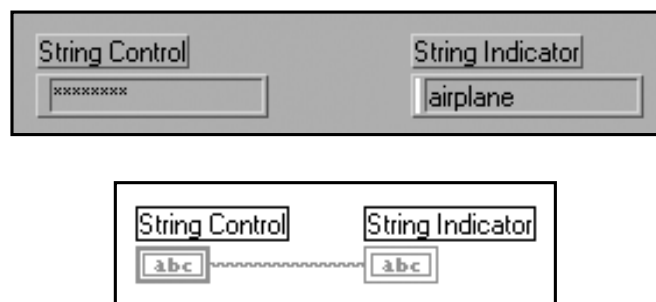 String Control String Indicator
******** airplane
String Control String Indicator
abc abc